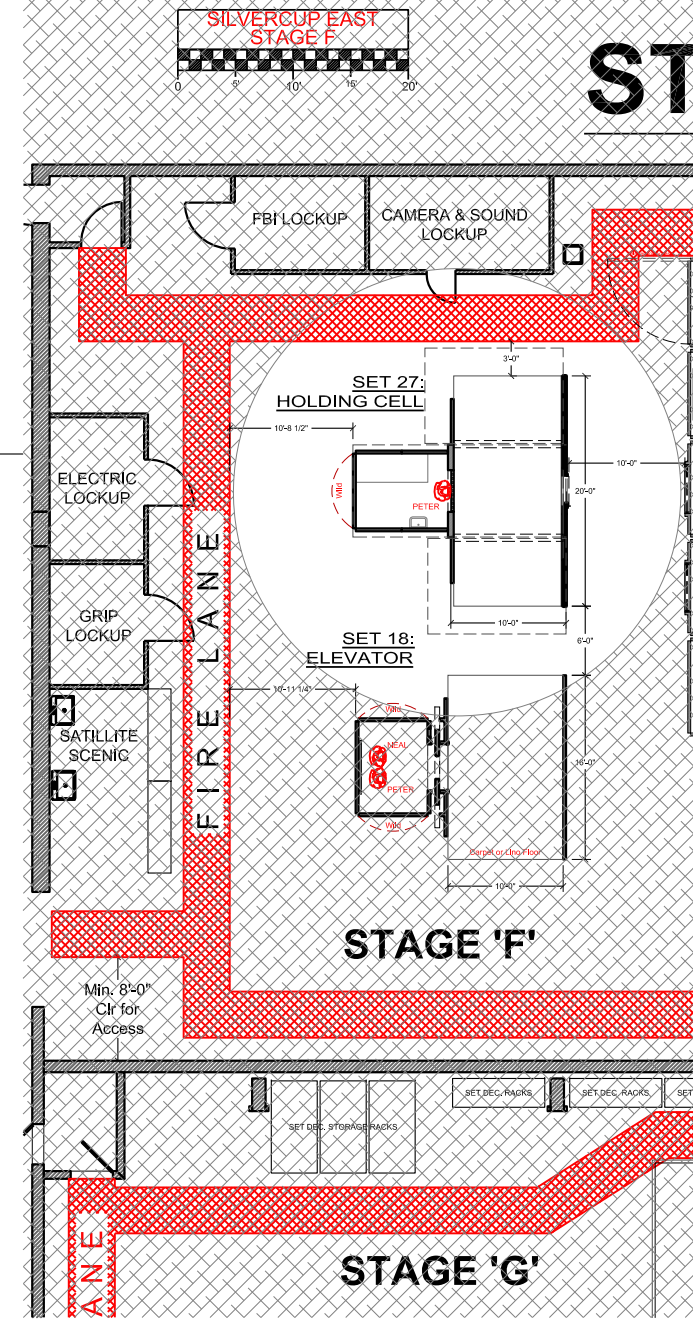 SILVERCUP EAST
STAGE F
0 5' 10' 15' 20'
ST
FBI LOCKUP
CAMERA & SOUND
LOCKUP
3'-0"
SET 27:
HOLDING CELL
10'-8 1/2"
10'-0"
20'-0"
Wild
PETER
ELECTRIC
LOCKUP
FIRE LANE
GRIP
LOCKUP
10'-0"
6'-0"
SET 18:
ELEVATOR
10'-11 1/4"
Wild
NEAL
PETER
Wild
16'-0"
SATILLITE
SCENIC
Carpet or Lino Floor
10'-0"
STAGE 'F'
Min. 8'-0"
Clr for
Access
SET DEC. RACKS
SET DEC. RACKS
SET
SET DEC. STORAGE RACKS
ANE
STAGE 'G'